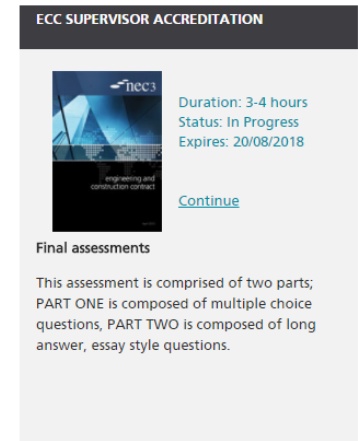 ECC SUPERVISOR ACCREDITATION
nec3
engineering and
construction contract
Duration: 3-4 hours
Status: In Progress
Expires: 20/08/2018
Continue
Final assessments
This assessment is comprised of two parts;
PART ONE is composed of multiple choice
questions, PART TWO is composed of long
answer, essay style questions.